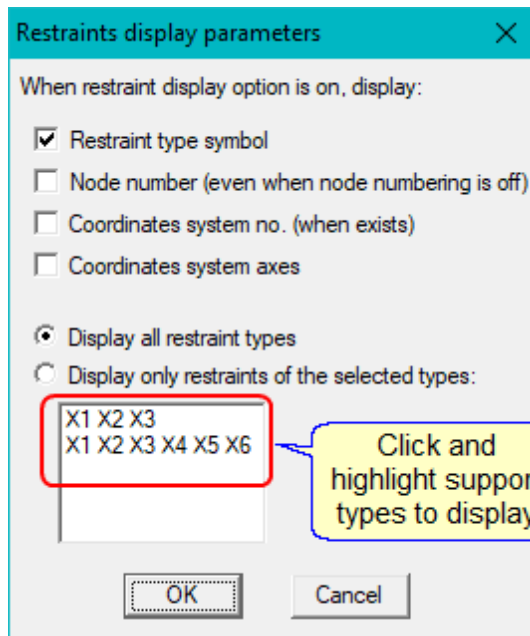 Restraints display parameters
When restraint display option is on, display:
Restraint type symbol
Node number (even when node numbering is off)
Coordinates system no. (when exists)
Coordinates system axes
Display all restraint types
Display only restraints of the selected types:
X1 X2 X3
X1 X2 X3 X4 X5 X6
Click and
highlight suppor
types to display
OK
Cancel